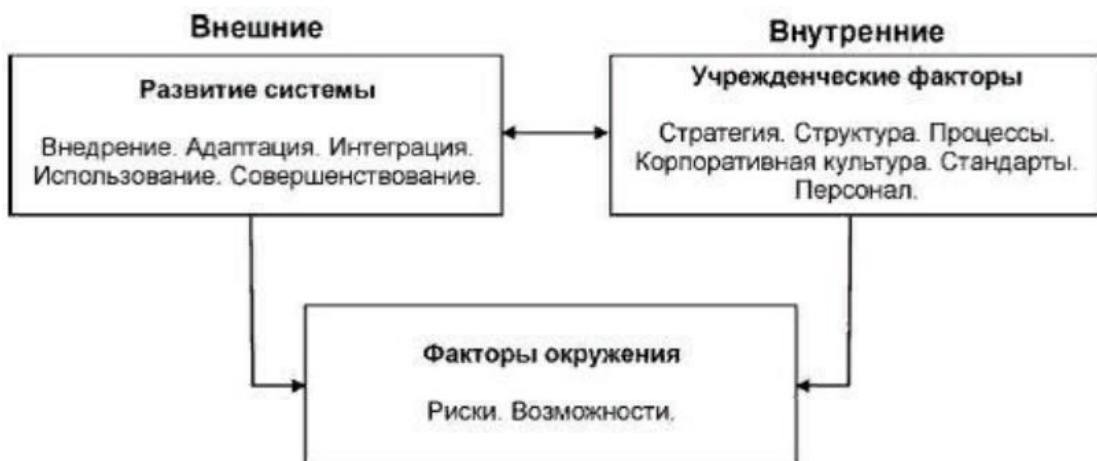 Внешние
Развитие системы
Внедрение. Адаптация. Интеграция.
Использование. Совершенствование.
Внутренние
Учрежденческие факторы
Стратегия. Структура. Процессы.
Корпоративная культура. Стандарты.
Персонал.
Факторы окружения
Риски. Возможности.